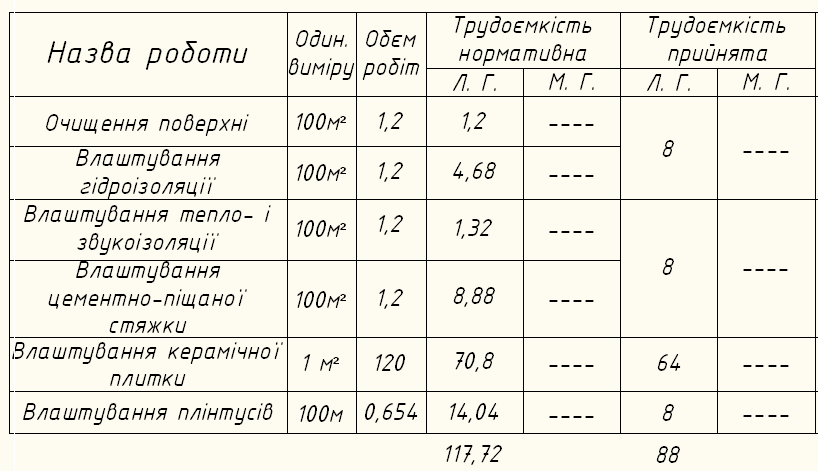 Назва роботи
Один.
виміру
Обєм
робіт
Трудоємкість
нормативна
Трудоємкість
прийнята
Л. Г.
М. Г.
Л. Г.
М. Г.
Очищення поверхні
100м²
1,2
1,2
----
8
----
Влаштування
гідроізоляції
100м²
1,2
4,68
----
Влаштування тепло- і
звукоізоляції
100м²
1,2
1,32
----
8
----
Влаштування
цементно-піщаної
стяжки
100м²
1,2
8,88
----
Влаштування керамічної
плитки
1 м²
120
70,8
----
64
----
Влаштування плінтусів
100м
0,654
14,04
----
8
----
117,72
88